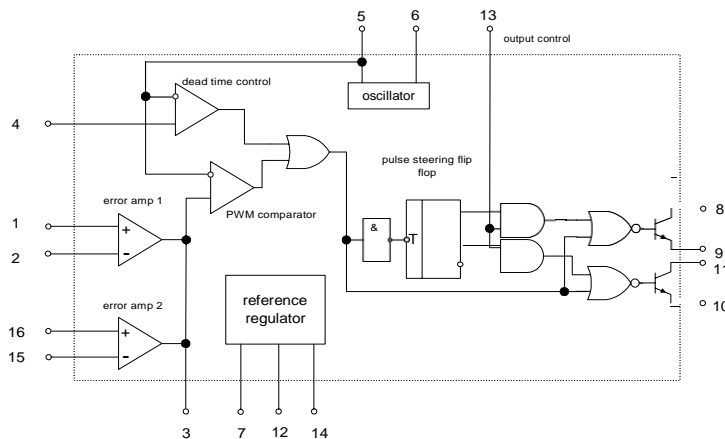 5
6
13
output control
dead time control
oscillator
4
pulse steering flip
flop
8
error amp 1
PWM comparator
1
+
&
T
9
2
-
11
reference
regulator
error amp 2
10
16
+
15
-
3
7
12
14